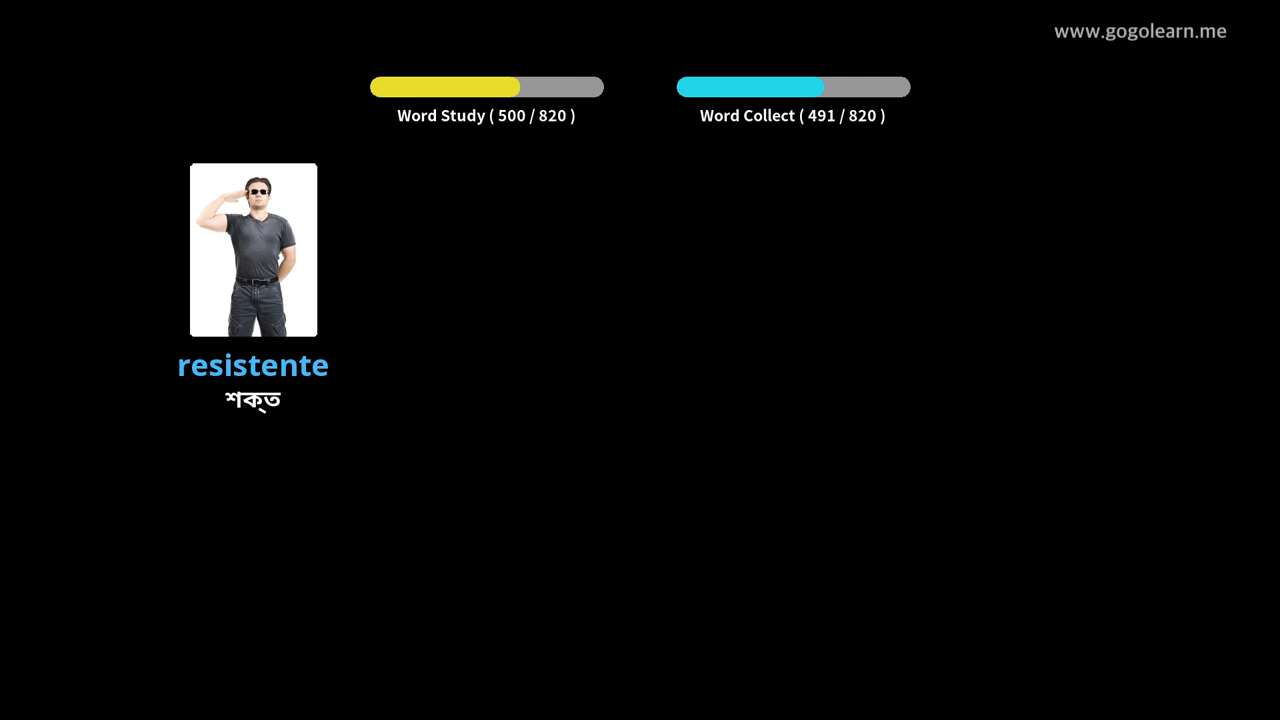 www.gogolearn.me
Word Study ( 500 / 820 )
Word Collect ( 491 / 820 )
resistente
শক্ত